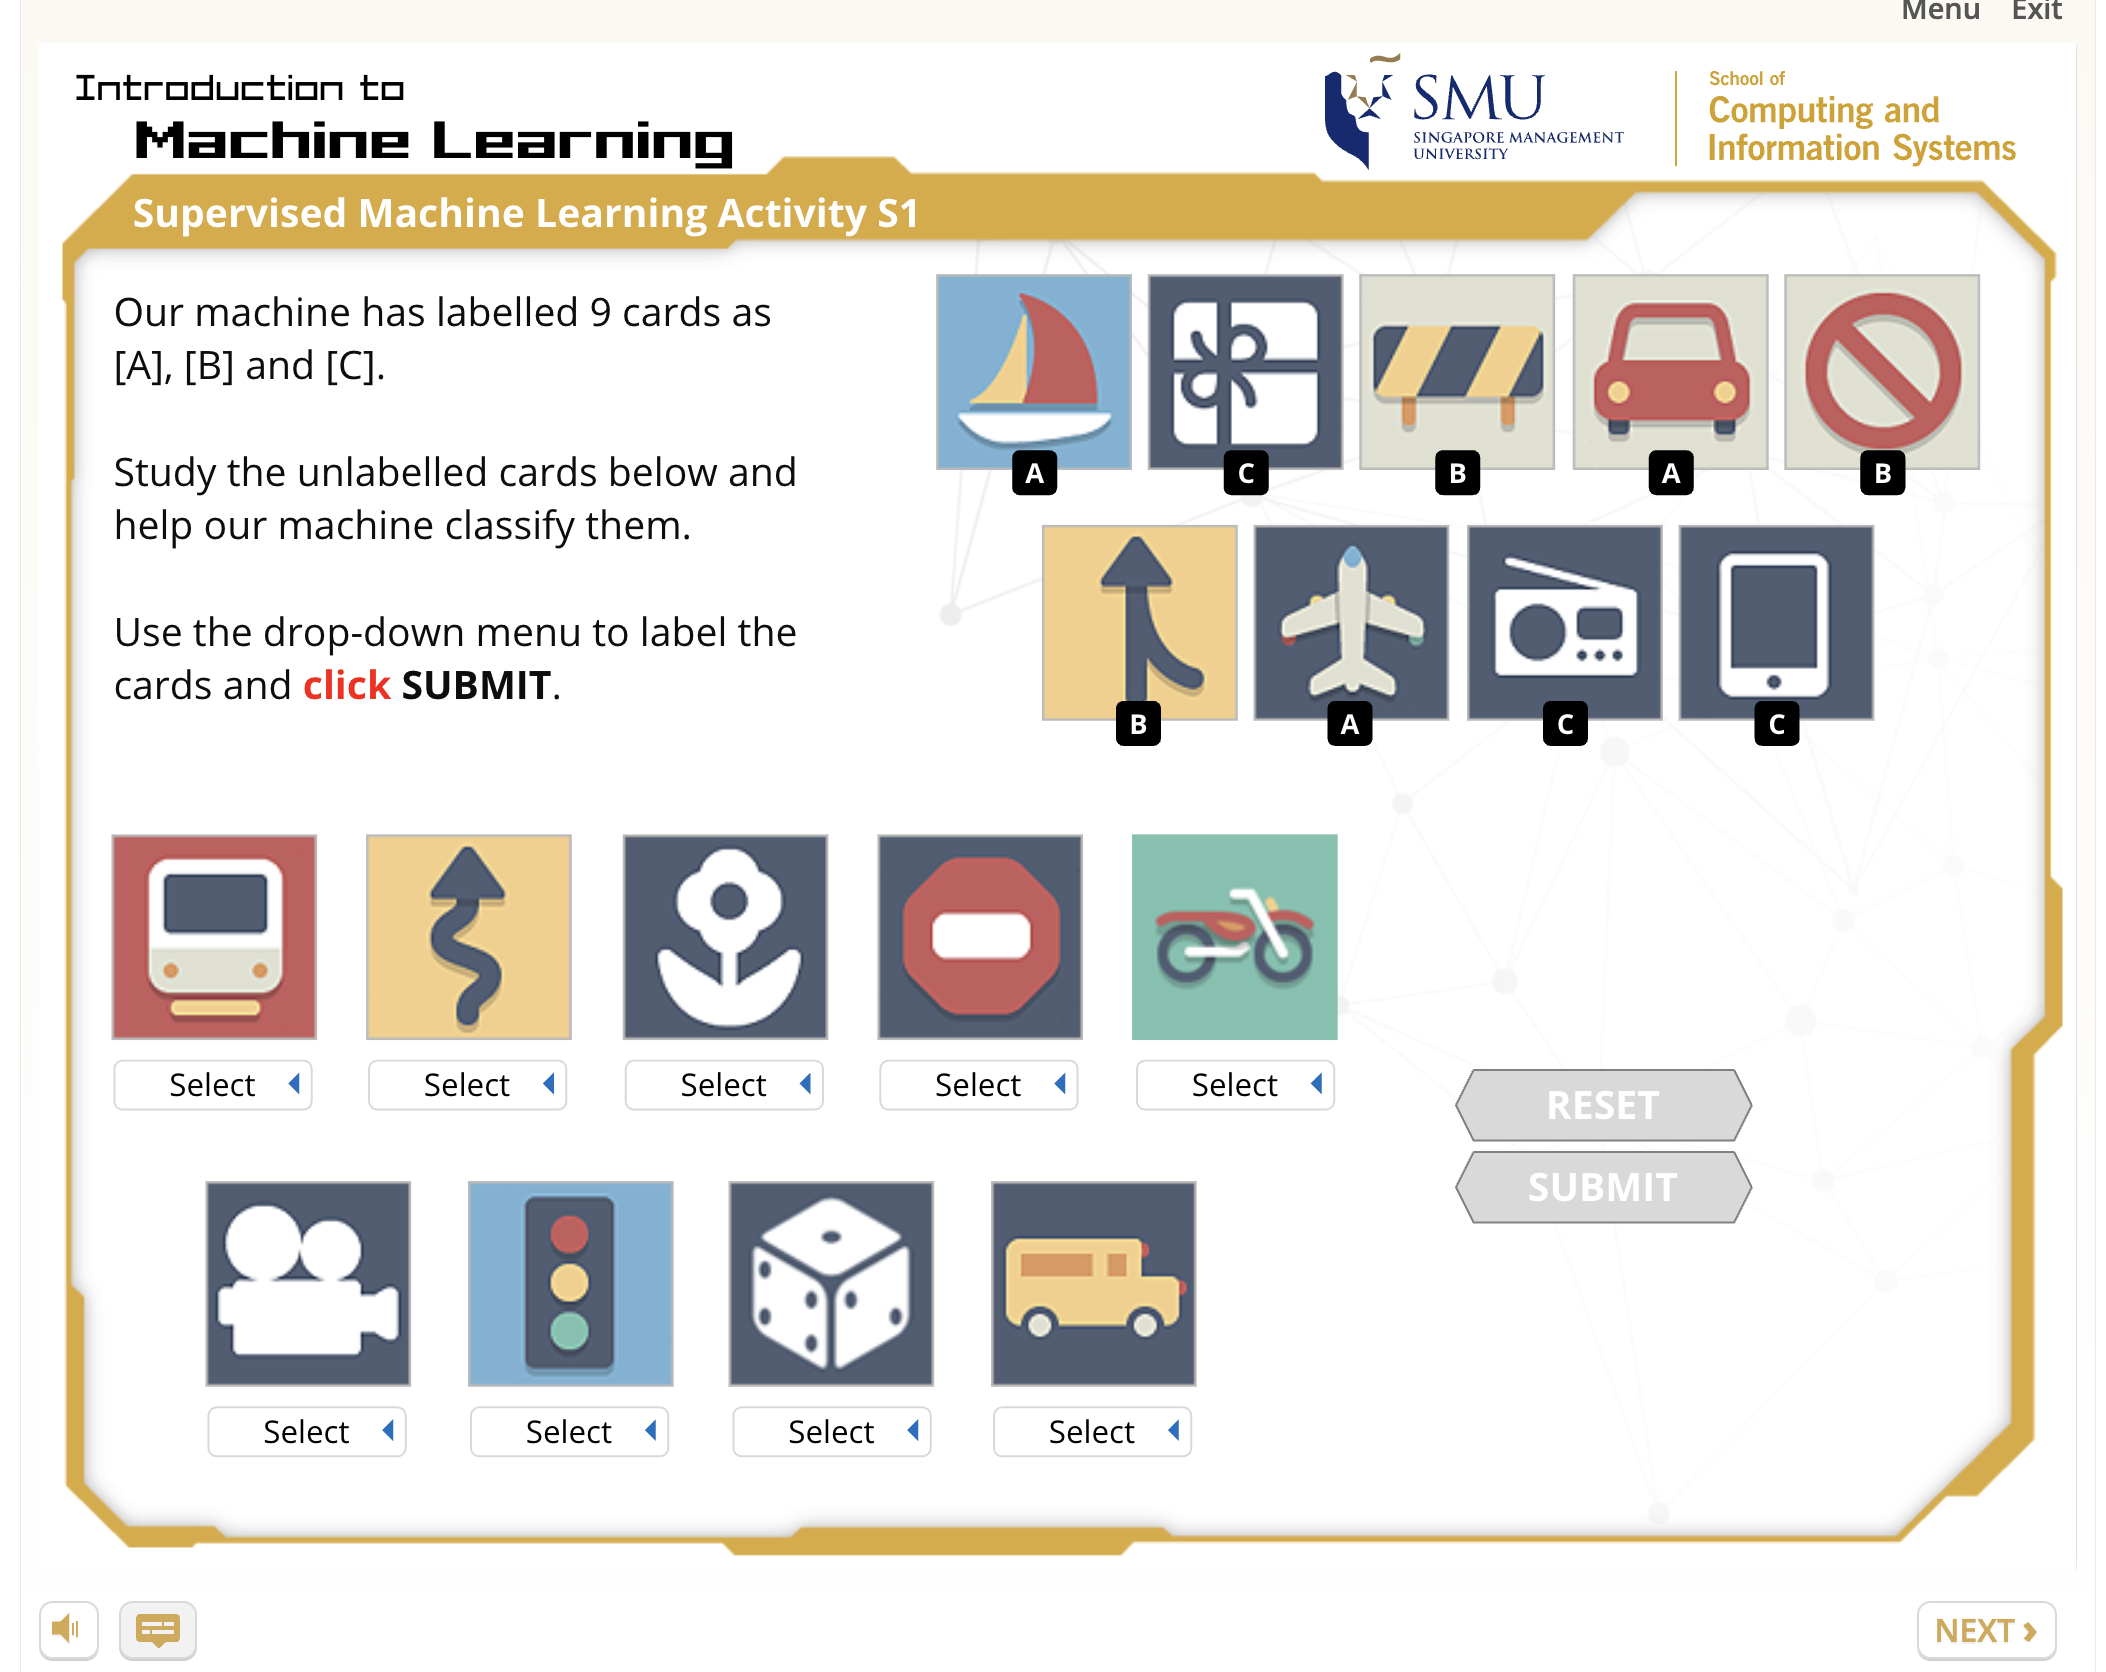 Menu Exit
Introduction to
Machine Learning
SMU
SINGAPORE MANAGEMENT
UNIVERSITY
School of
Computing and
Information Systems
Supervised Machine Learning Activity S1
Our machine has labelled 9 cards as
[A], [B] and [C].
Study the unlabelled cards below and
help our machine classify them.
Use the drop-down menu to label the
cards and click SUBMIT.
A C B A B
B A C C
Select Select Select Select Select
RESET
SUBMIT
Select Select Select Select
NEXT